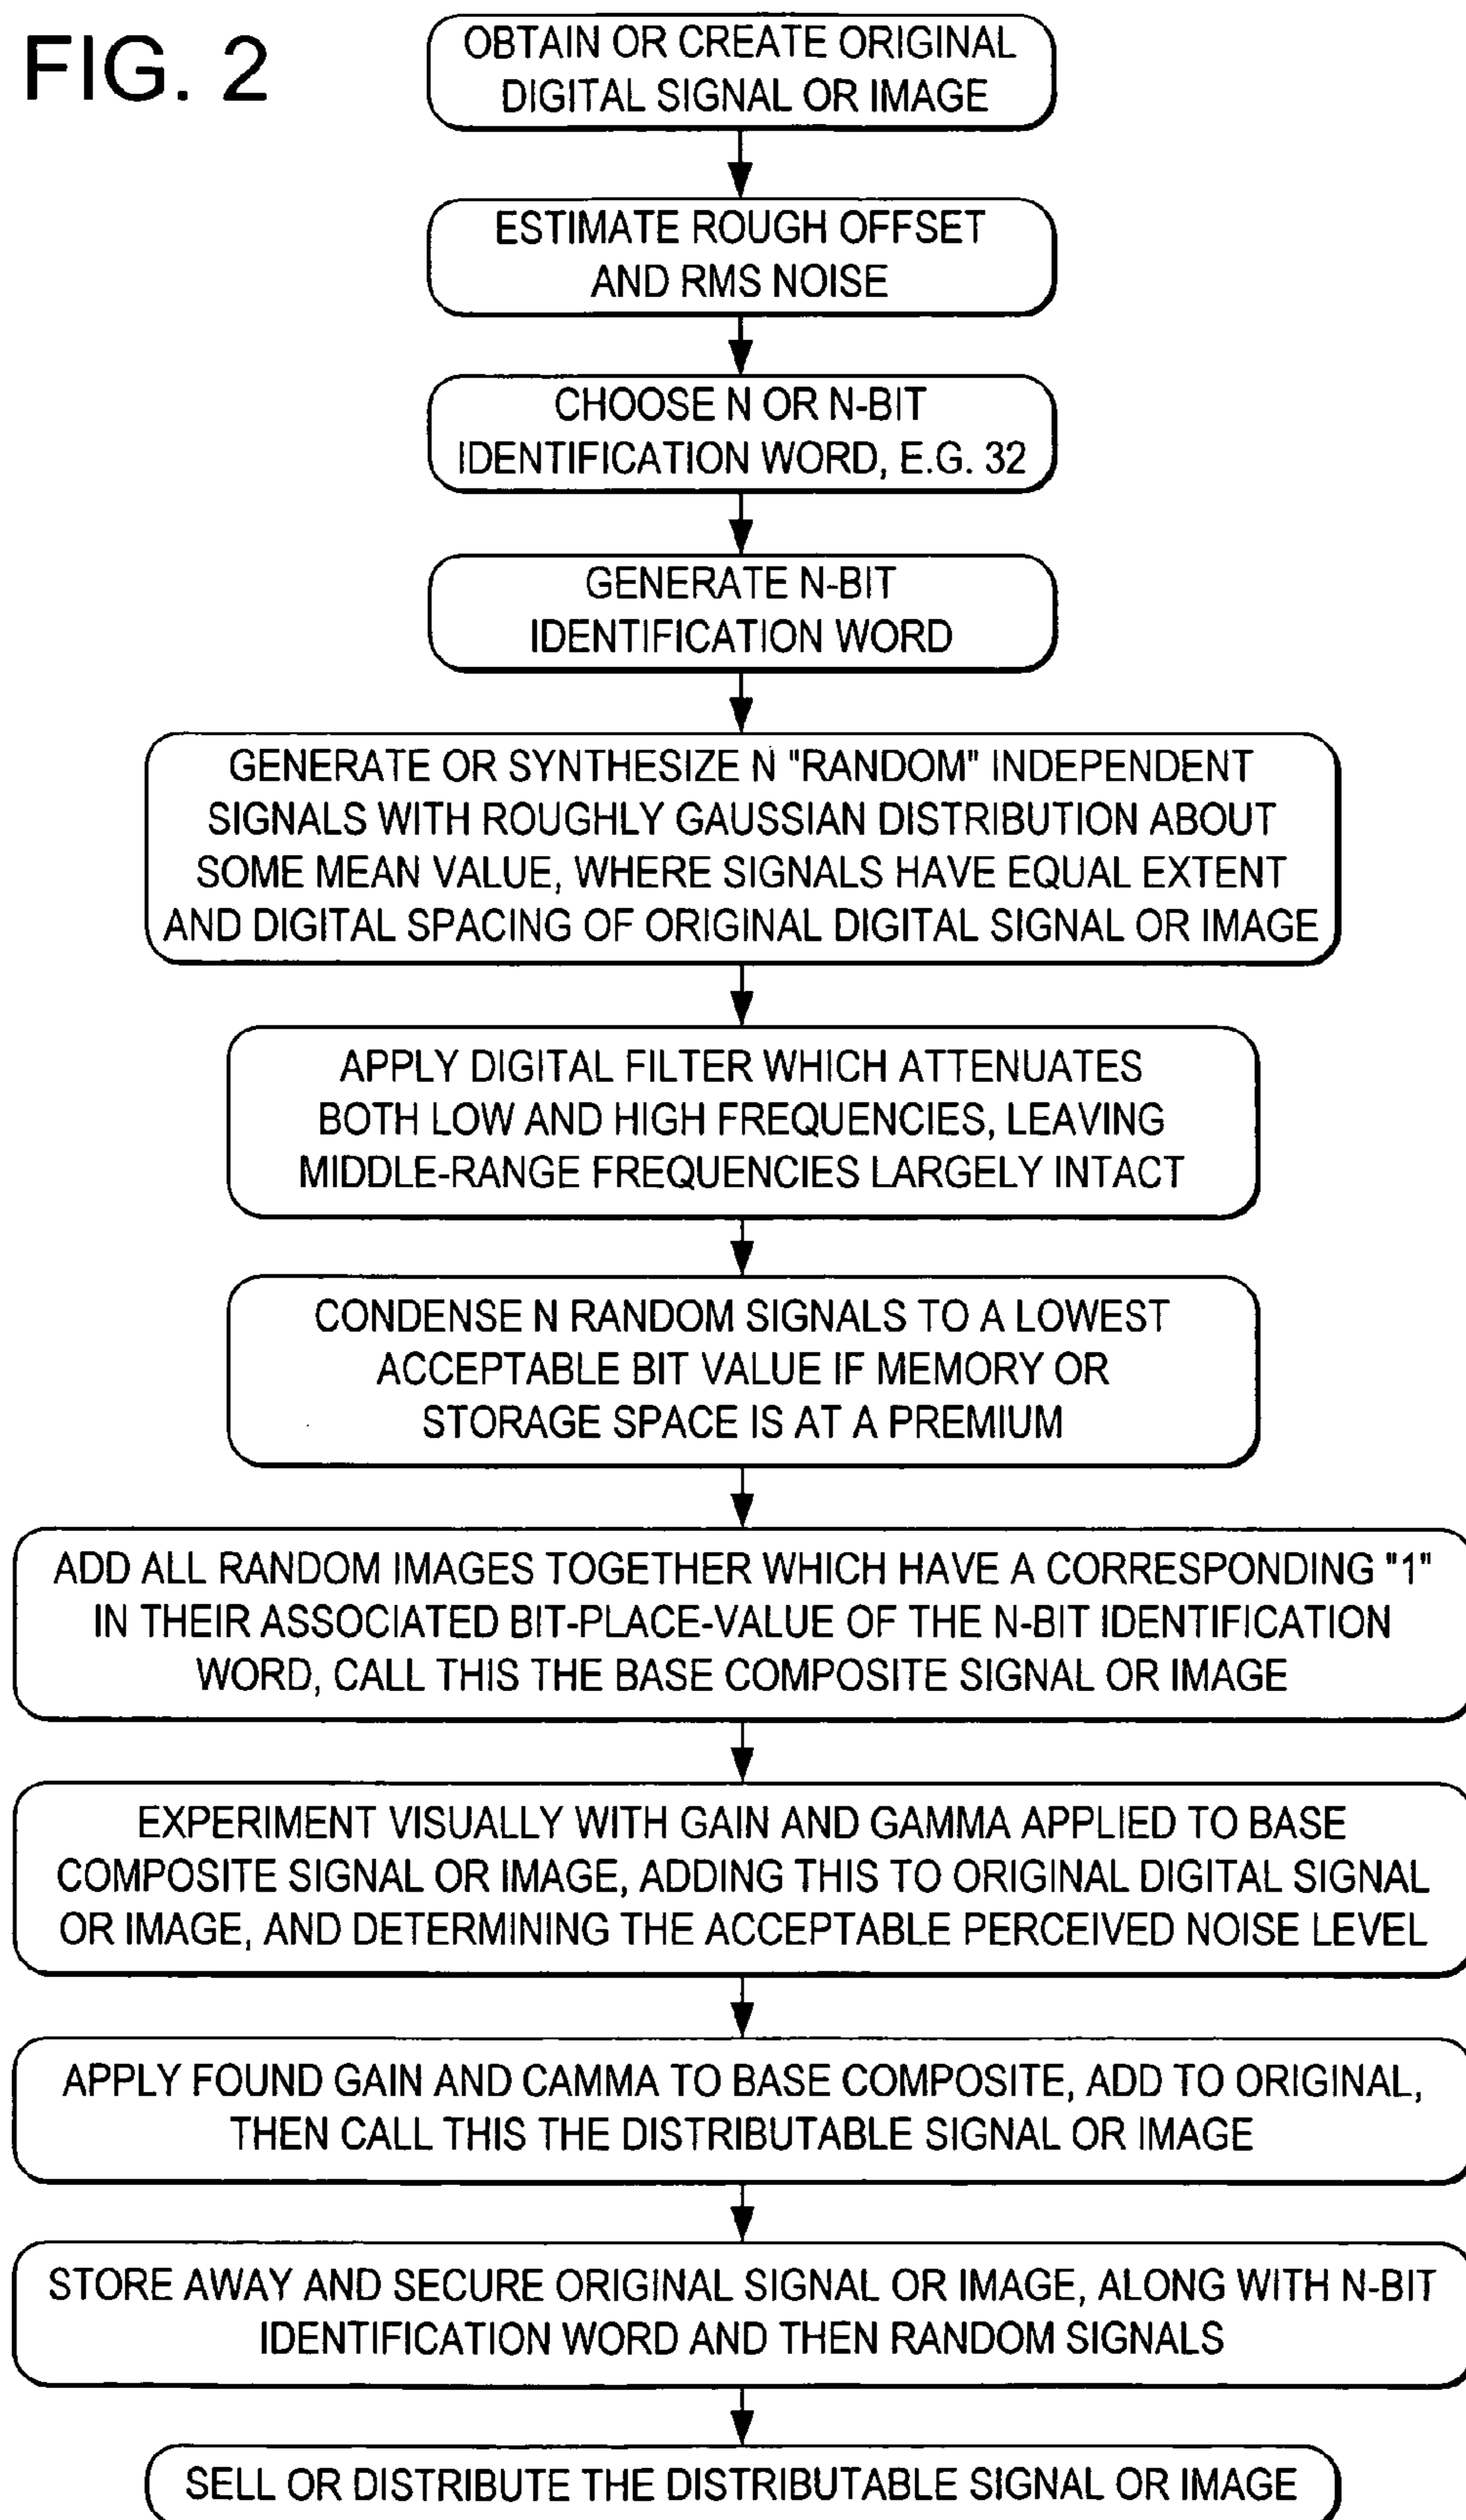 FIG. 2
OBTAIN OR CREATE ORIGINAL
DIGITAL SIGNAL OR IMAGE
ESTIMATE ROUGH OFFSET
AND RMS NOISE
CHOOSE N OR N-BIT
IDENTIFICATION WORD, E.G. 32
GENERATE N-BIT
IDENTIFICATION WORD
GENERATE OR SYNTHESIZE N "RANDOM" INDEPENDENT
SIGNALS WITH ROUGHLY GAUSSIAN DISTRIBUTION ABOUT
SOME MEAN VALUE, WHERE SIGNALS HAVE EQUAL EXTENT
AND DIGITAL SPACING OF ORIGINAL DIGITAL SIGNAL OR IMAGE
APPLY DIGITAL FILTER WHICH ATTENUATES
BOTH LOW AND HIGH FREQUENCIES, LEAVING
MIDDLE-RANGE FREQUENCIES LARGELY INTACT
CONDENSE N RANDOM SIGNALS TO A LOWEST
ACCEPTABLE BIT VALUE IF MEMORY OR
STORAGE SPACE IS AT A PREMIUM
ADD ALL RANDOM IMAGES TOGETHER WHICH HAVE A CORRESPONDING "1"
IN THEIR ASSOCIATED BIT-PLACE-VALUE OF THE N-BIT IDENTIFICATION
WORD, CALL THIS THE BASE COMPOSITE SIGNAL OR IMAGE
EXPERIMENT VISUALLY WITH GAIN AND GAMMA APPLIED TO BASE
COMPOSITE SIGNAL OR IMAGE, ADDING THIS TO ORIGINAL DIGITAL SIGNAL
OR IMAGE, AND DETERMINING THE ACCEPTABLE PERCEIVED NOISE LEVEL
APPLY FOUND GAIN AND CAMMA TO BASE COMPOSITE, ADD TO ORIGINAL,
THEN CALL THIS THE DISTRIBUTABLE SIGNAL OR IMAGE
STORE AWAY AND SECURE ORIGINAL SIGNAL OR IMAGE, ALONG WITH N-BIT
IDENTIFICATION WORD AND THEN RANDOM SIGNALS
SELL OR DISTRIBUTE THE DISTRIBUTABLE SIGNAL OR IMAGE